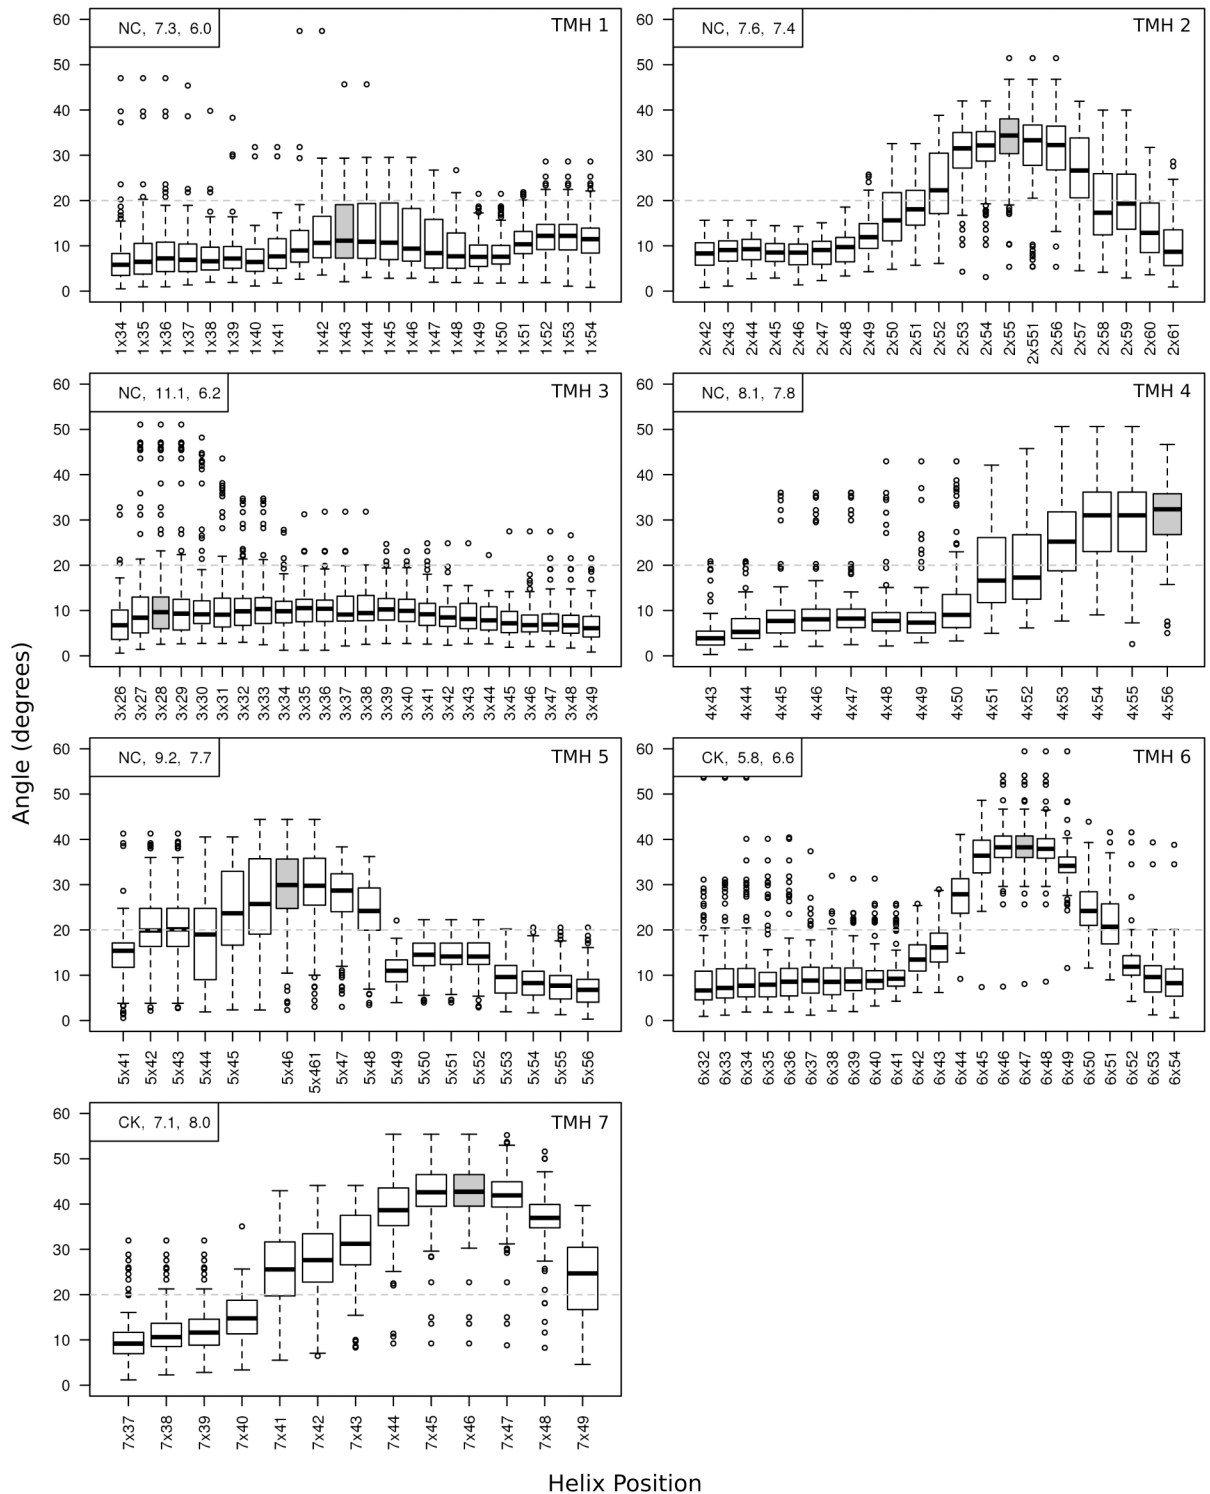 NC, 7.3, 6.0
TMH 1
60
50
40
30
20
10
0
1x34 1x35 1x36 1x37 1x38 1x39 1x40 1x41 1x42 1x43 1x44 1x45 1x46 1x47 1x48 1x49 1x50 1x51 1x52 1x53 1x54
NC, 7.6, 7.4
TMH 2
60
50
40
30
20
10
0
2x42 2x43 2x44 2x45 2x46 2x47 2x48 2x49 2x50 2x51 2x52 2x53 2x54 2x55 2x551 2x56 2x57 2x58 2x59 2x60 2x61
NC, 11.1, 6.2
TMH 3
60
50
40
30
20
10
0
3x26 3x27 3x28 3x29 3x30 3x31 3x32 3x33 3x34 3x35 3x36 3x37 3x38 3x39 3x40 3x41 3x42 3x43 3x44 3x45 3x46 3x47 3x48 3x49
NC, 8.1, 7.8
TMH 4
60
50
40
30
20
10
0
4x43 4x44 4x45 4x46 4x47 4x48 4x49 4x50 4x51 4x52 4x53 4x54 4x55 4x56
Angle (degrees)
NC, 9.2, 7.7
TMH 5
60
50
40
30
20
10
0
5x41 5x42 5x43 5x44 5x45 5x46 5x461 5x47 5x48 5x49 5x50 5x51 5x52 5x53 5x54 5x55 5x56
CK, 5.8, 6.6
TMH 6
60
50
40
30
20
10
0
6x32 6x33 6x34 6x35 6x36 6x37 6x38 6x39 6x40 6x41 6x42 6x43 6x44 6x45 6x46 6x47 6x48 6x49 6x50 6x51 6x52 6x53 6x54
CK, 7.1, 8.0
TMH 7
60
50
40
30
20
10
0
7x37 7x38 7x39 7x40 7x41 7x42 7x43 7x44 7x45 7x46 7x47 7x48 7x49
Helix Position